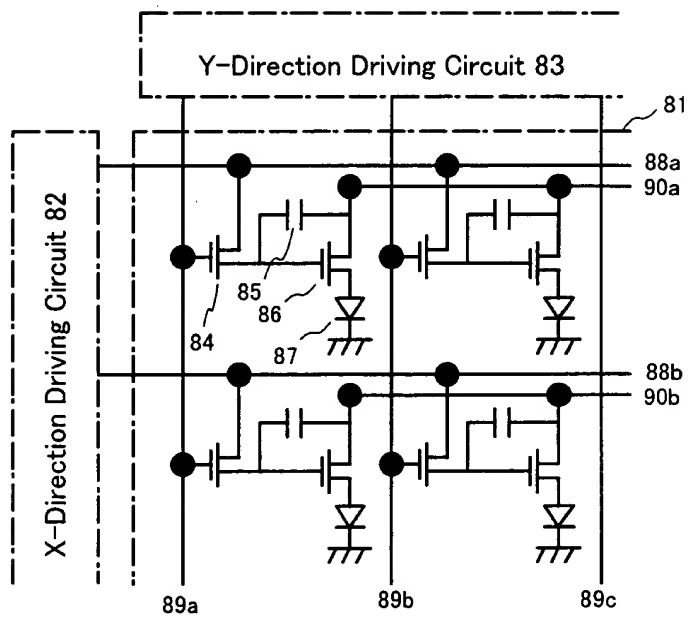 Y-Direction Driving Circuit 83
81
X-Direction Driving Circuit 82
88a
90a
84
85
86
87
88b
90b
89a
89b
89c